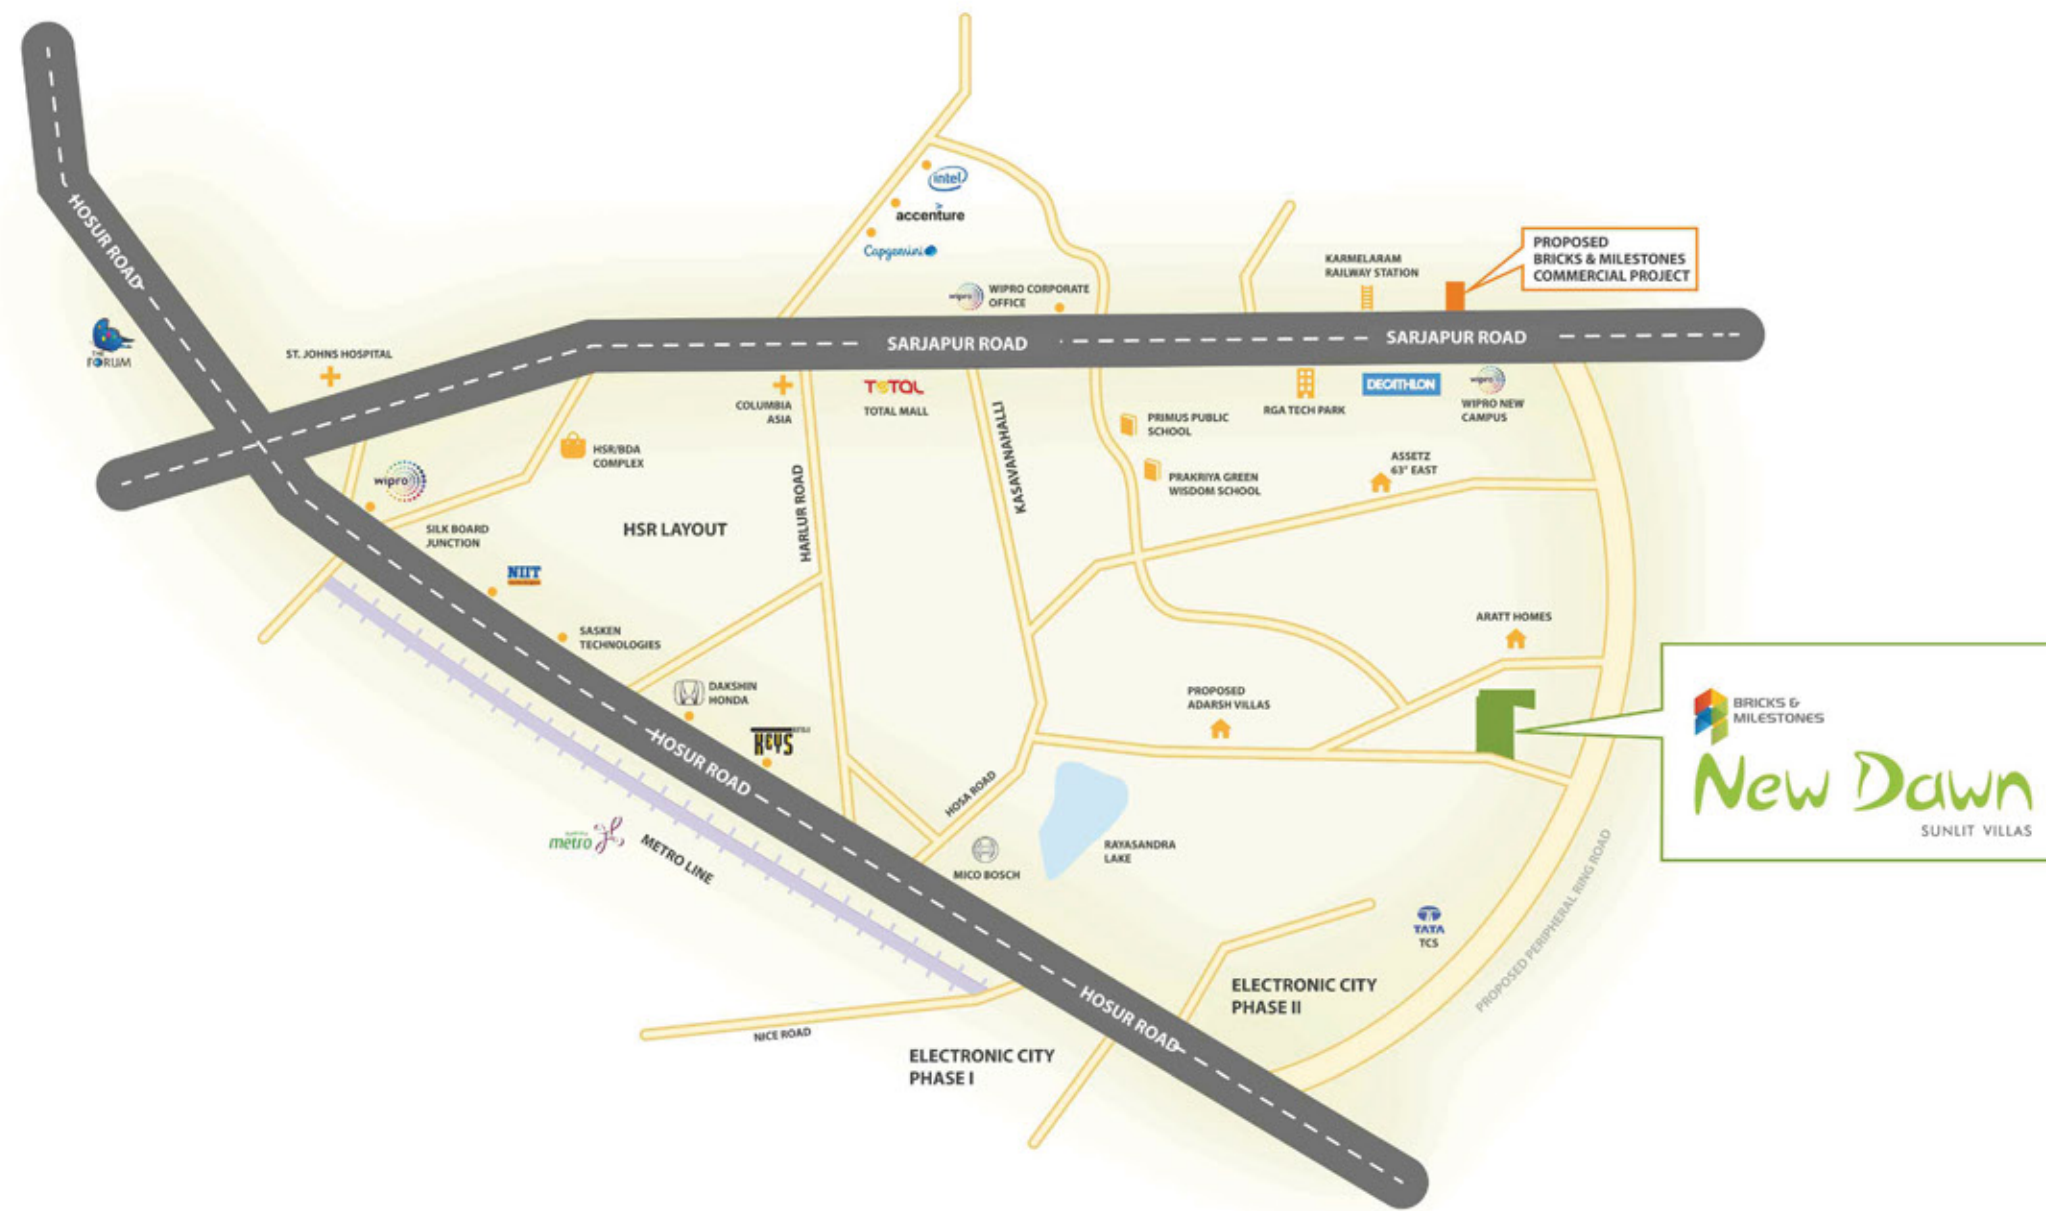 HOSUR ROAD
THE
FORUM
ST. JOHNS HOSPITAL
intel
accenture
Capgemini
wipro
WIPRO CORPORATE
OFFICE
KARMELARAM
RAILWAY STATION
PROPOSED
BRICKS & MILESTONES
COMMERCIAL PROJECT
SARJAPUR ROAD
SARJAPUR ROAD
COLUMBIA
ASIA
TOTAL
TOTAL MALL
KASAVANAHALLI
PRIMUS PUBLIC
SCHOOL
RGA TECH PARK
DECATHLON
wipro
WIPRO NEW
CAMPUS
HSR/BDA
COMPLEX
wipro
SILK BOARD
JUNCTION
HSR LAYOUT
HARLUR ROAD
PRAKRIYA GREEN
WISDOM SCHOOL
ASSETZ
63° EAST
NIIT
SASKEN
TECHNOLOGIES
ARATT HOMES
DAKSHIN
HONDA
KEYS
HOSUR ROAD
PROPOSED
ADARSH VILLAS
BRICKS &
MILESTONES
New Dawn
SUNLIT VILLAS
HOSA ROAD
metro
METRO LINE
MICO BOSCH
RAYASANDRA
LAKE
TATA
TCS
PROPOSED PERIPHERAL RING ROAD
ELECTRONIC CITY
PHASE II
HOSUR ROAD
NICE ROAD
ELECTRONIC CITY
PHASE I